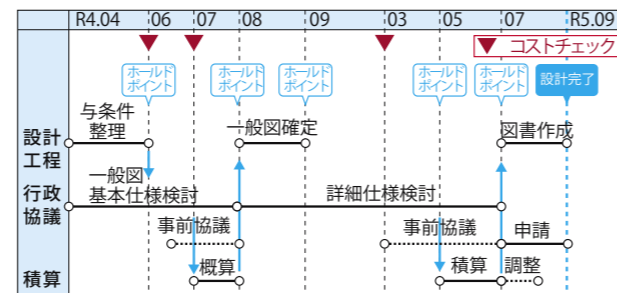 R4.04 06 07 08 09 03 05 07 R5.09
コストチェック
ホールド
ポイント
ホールド
ポイント
ホールド
ポイント
ホールド
ポイント
ホールド
ポイント
設計完了
設計
工程
与条件
整理
一般図確定
図書作成
行政
協議
一般図
基本仕様検討
詳細仕様検討
事前協議
事前協議
申請
積算
概算
積算
調整